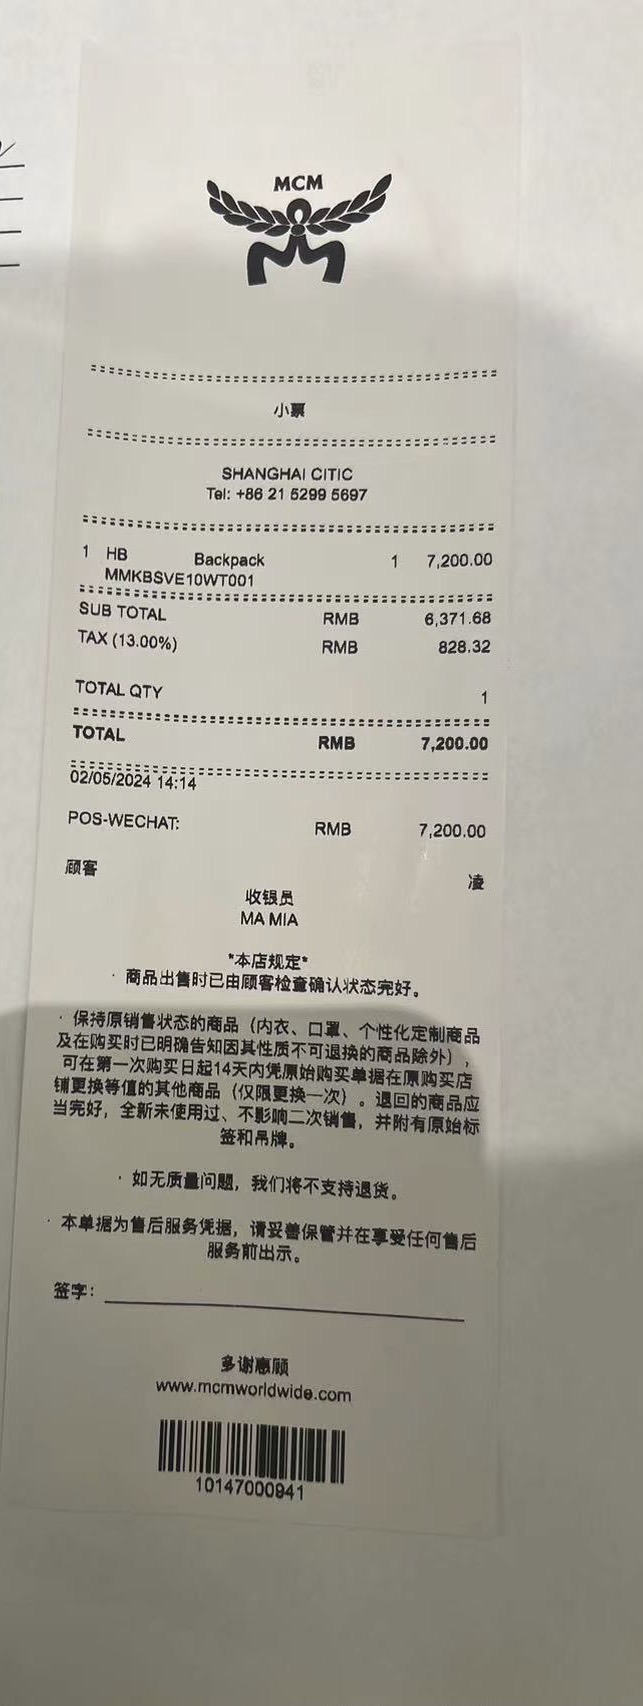 MCM
小票
SHANGHAI CITIC
Tel: +86 21 5299 5697
1 HB Backpack 1 7,200.00
MMKBSVE10WT001
SUB TOTAL RMB 6,371.68
TAX (13.00%) RMB 828.32
TOTAL QTY 1
TOTAL RMB 7,200.00
02/05/2024 14:14
POS-WECHAT: RMB 7,200.00
顾客 凌
收银员
MA MIA
*本店规定*
· 商品出售时已由顾客检查确认状态完好。
· 保持原销售状态的商品（内衣、口罩、个性化定制商品
及在购买时已明确告知因其性质不可退换的商品除外），
可在第一次购买日起14天内凭原始购买单据在原购买店
铺更换等值的其他商品（仅限更换一次）。退回的商品应
当完好，全新未使用过、不影响二次销售，并附有原始标
签和吊牌。
· 如无质量问题，我们将不支持退货。
· 本单据为售后服务凭据，请妥善保管并在享受任何售后
服务前出示。
签字：
多谢惠顾
www.mcmworldwide.com
10147000941